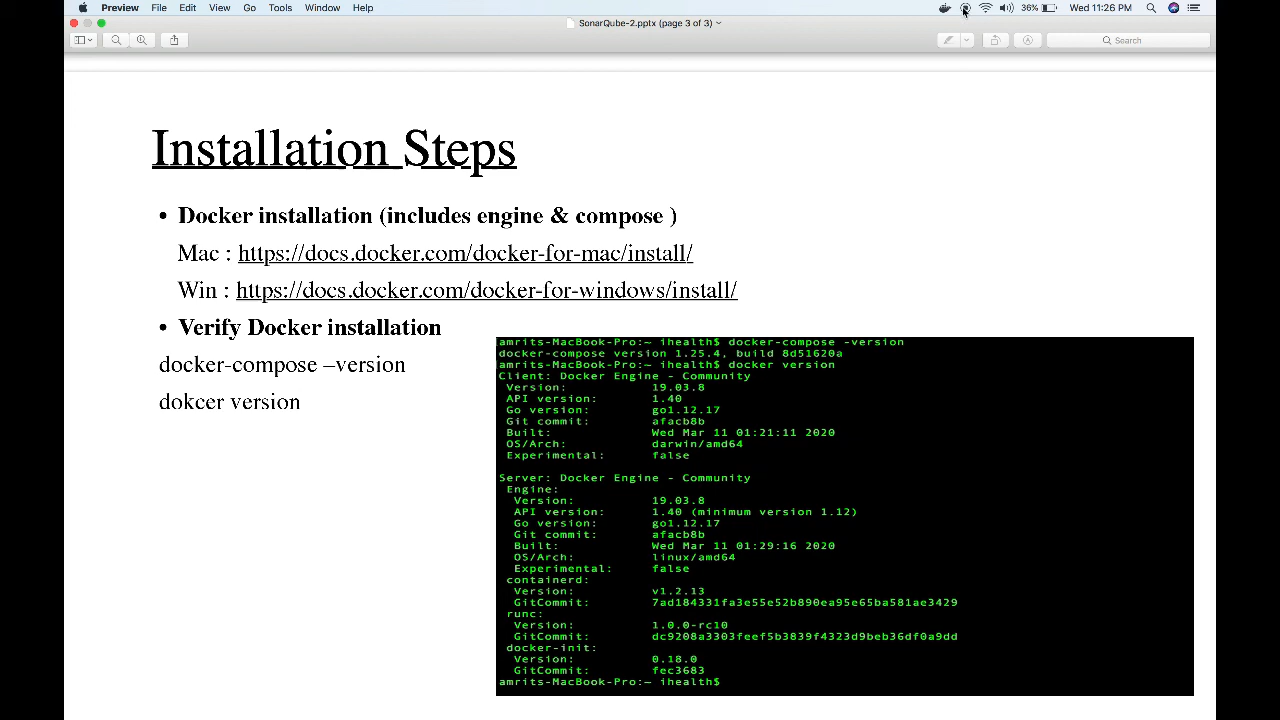 Preview File Edit View Go Tools Window Help 36% Wed 11:26 PM
SonarQube-2.pptx (page 3 of 3)
Search
Installation Steps
• Docker installation (includes engine & compose )
Mac : https://docs.docker.com/docker-for-mac/install/
Win : https://docs.docker.com/docker-for-windows/install/
• Verify Docker installation
docker-compose –version
dokcer version
amrits-MacBook-Pro:~ ihealth$ docker-compose -version
docker-compose version 1.25.4, build 8d51620a
amrits-MacBook-Pro:~ ihealth$ docker version
Client: Docker Engine - Community
Version: 19.03.8
API version: 1.40
Go version: go1.12.17
Git commit: afacb8b
Built: Wed Mar 11 01:21:11 2020
OS/Arch: darwin/amd64
Experimental: false
Server: Docker Engine - Community
Engine:
Version: 19.03.8
API version: 1.40 (minimum version 1.12)
Go version: go1.12.17
Git commit: afacb8b
Built: Wed Mar 11 01:29:16 2020
OS/Arch: linux/amd64
Experimental: false
containerd:
Version: v1.2.13
GitCommit: 7ad184331fa3e55e52b890ea95e65ba581ae3429
runc:
Version: 1.0.0-rc10
GitCommit: dc9208a3303feef5b3839f4323d9beb36df0a9dd
docker-init:
Version: 0.18.0
GitCommit: fec3683
amrits-MacBook-Pro:~ ihealth$